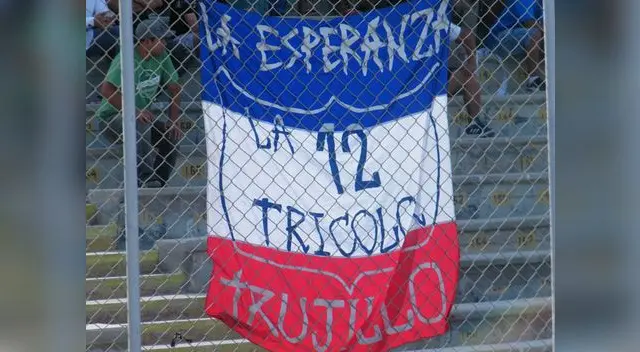 LA ESPERANZA
LA 12
TRICOLOR
TRUJILLO